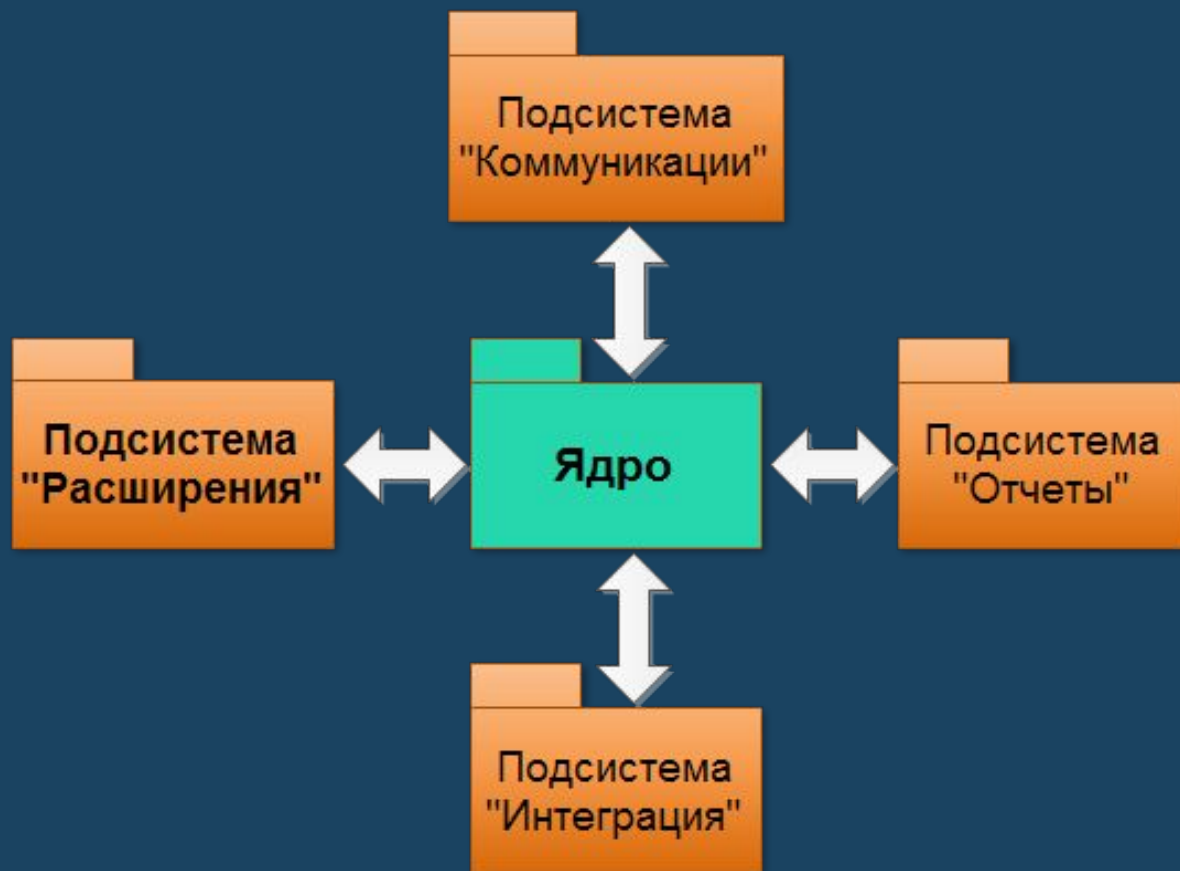 Подсистема
"Коммуникации"
Подсистема
"Расширения"
Ядро
Подсистема
"Отчеты"
Подсистема
"Интеграция"